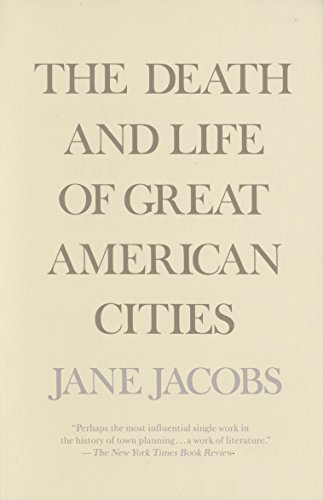 THE DEATH
AND LIFE
OF GREAT
AMERICAN
CITIES
JANE JACOBS
“Perhaps the most influential single work in
the history of town planning...a work of literature.”
—The New York Times Book Review